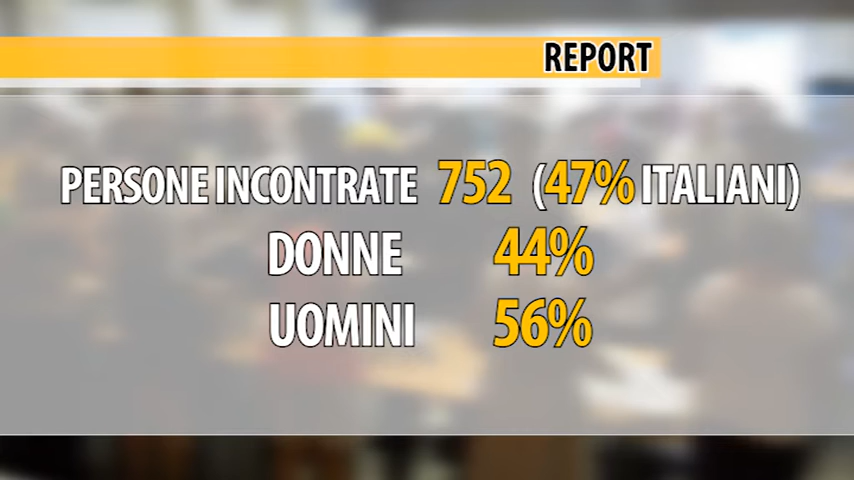 REPORT
PERSONE INCONTRATE 752 (47% ITALIANI)
DONNE 44%
UOMINI 56%